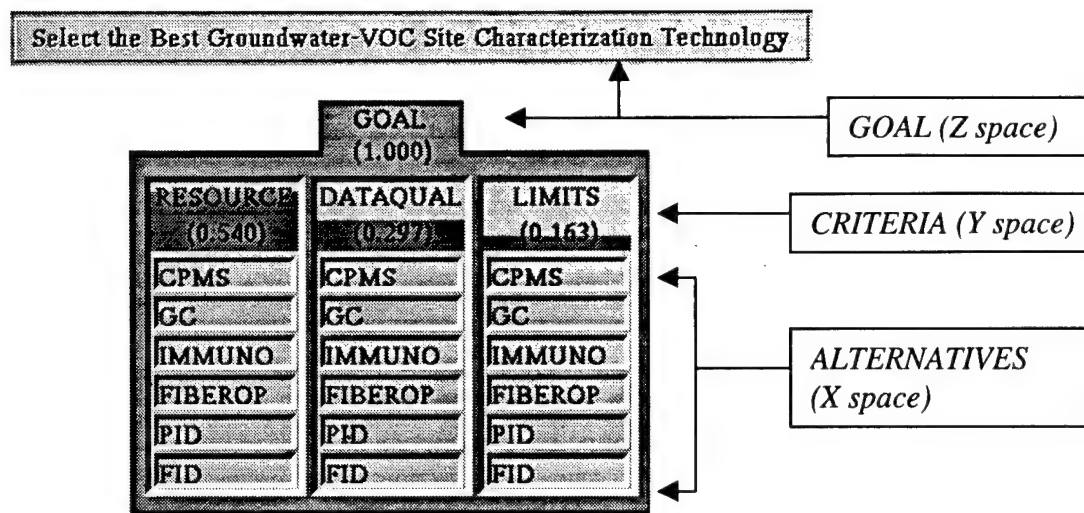 Select the Best Groundwater-VOC Site Characterization Technology
GOAL
(1.000)
GOAL (Z space)
RESOURCE DATAQUAL LIMITS
(0.540) (0.297) (0.163)
CRITERIA (Y space)
CPMS CPMS CPMS
GC GC GC
IMMUNO IMMUNO IMMUNO
FIBEROP FIBEROP FIBEROP
PID PID PID
FID FID FID
ALTERNATIVES
(X space)